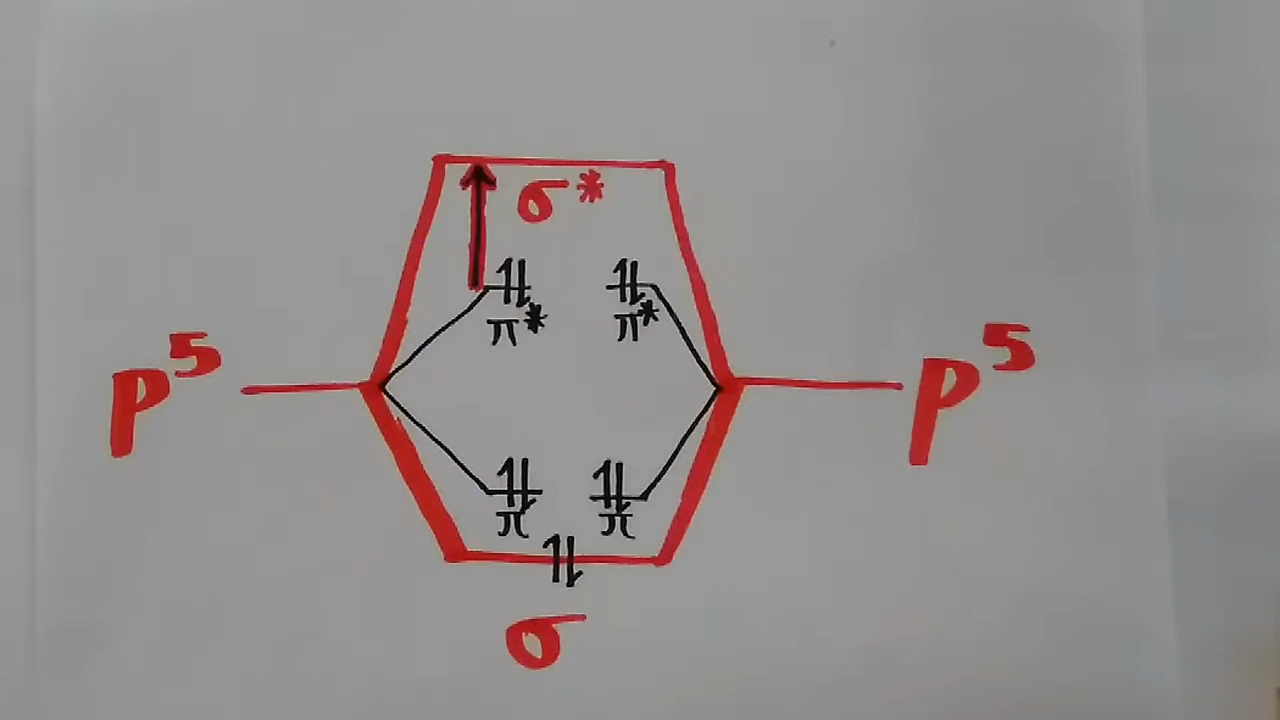 σ*
π* π*
p⁵ p⁵
π π
σ